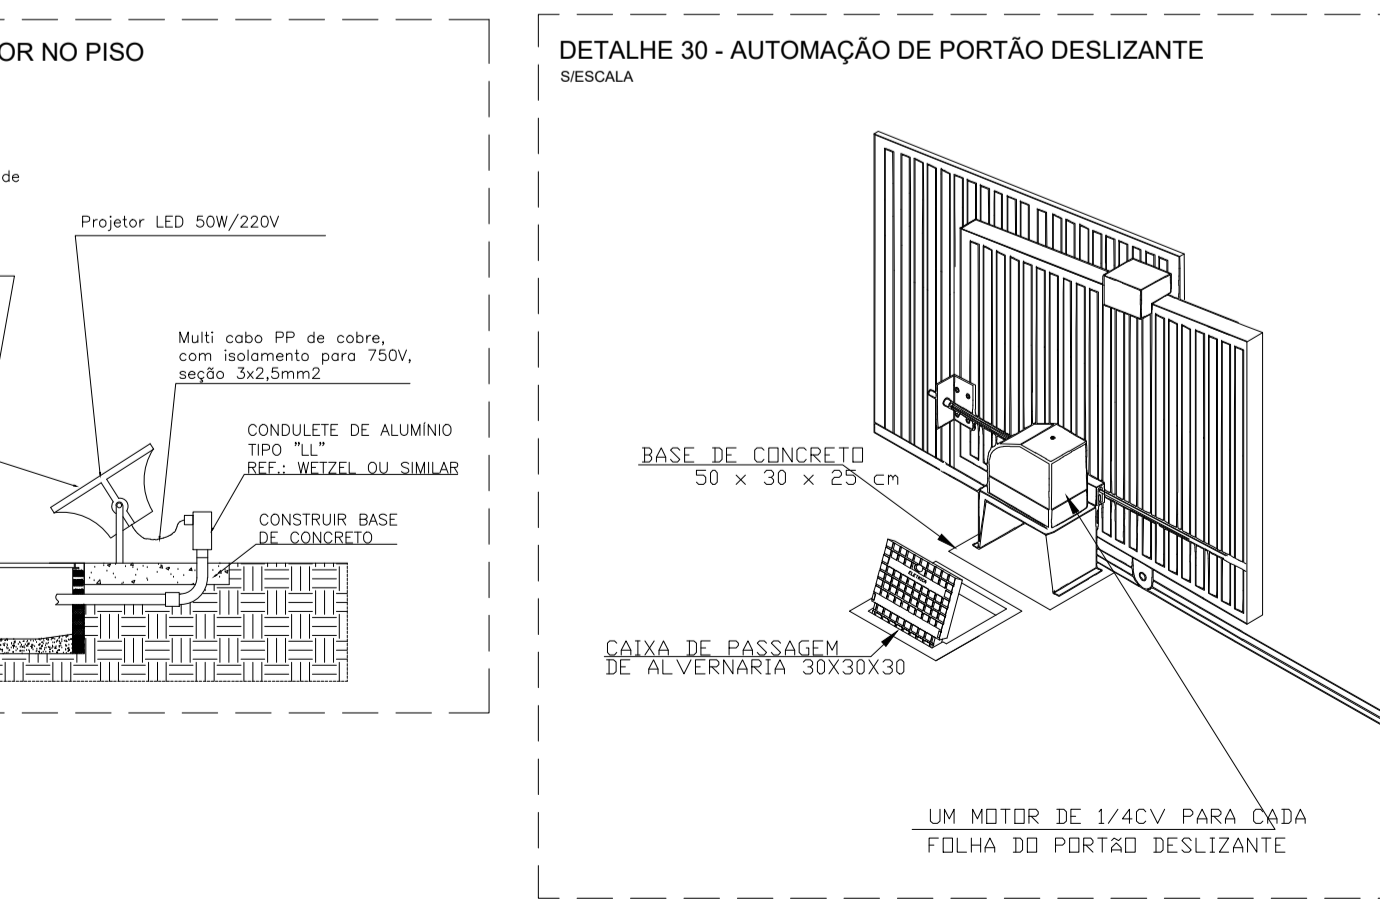 OR NO PISO
de
Projetor LED 50W/220V
Multi cabo PP de cobre,
com isolamento para 750V,
seção 3x2,5mm2
CONDULETE DE ALUMÍNIO
TIPO "LL"
REF.: WETZEL OU SIMILAR
CONSTRUIR BASE
DE CONCRETO
DETALHE 30 - AUTOMAÇÃO DE PORTÃO DESLIZANTE
S/ESCALA
BASE DE CONCRETO
50 x 30 x 25 cm
CAIXA DE PASSAGEM
DE ALVERNARIA 30X30X30
UM MOTOR DE 1/4CV PARA CADA
FOLHA DO PORTÃO DESLIZANTE